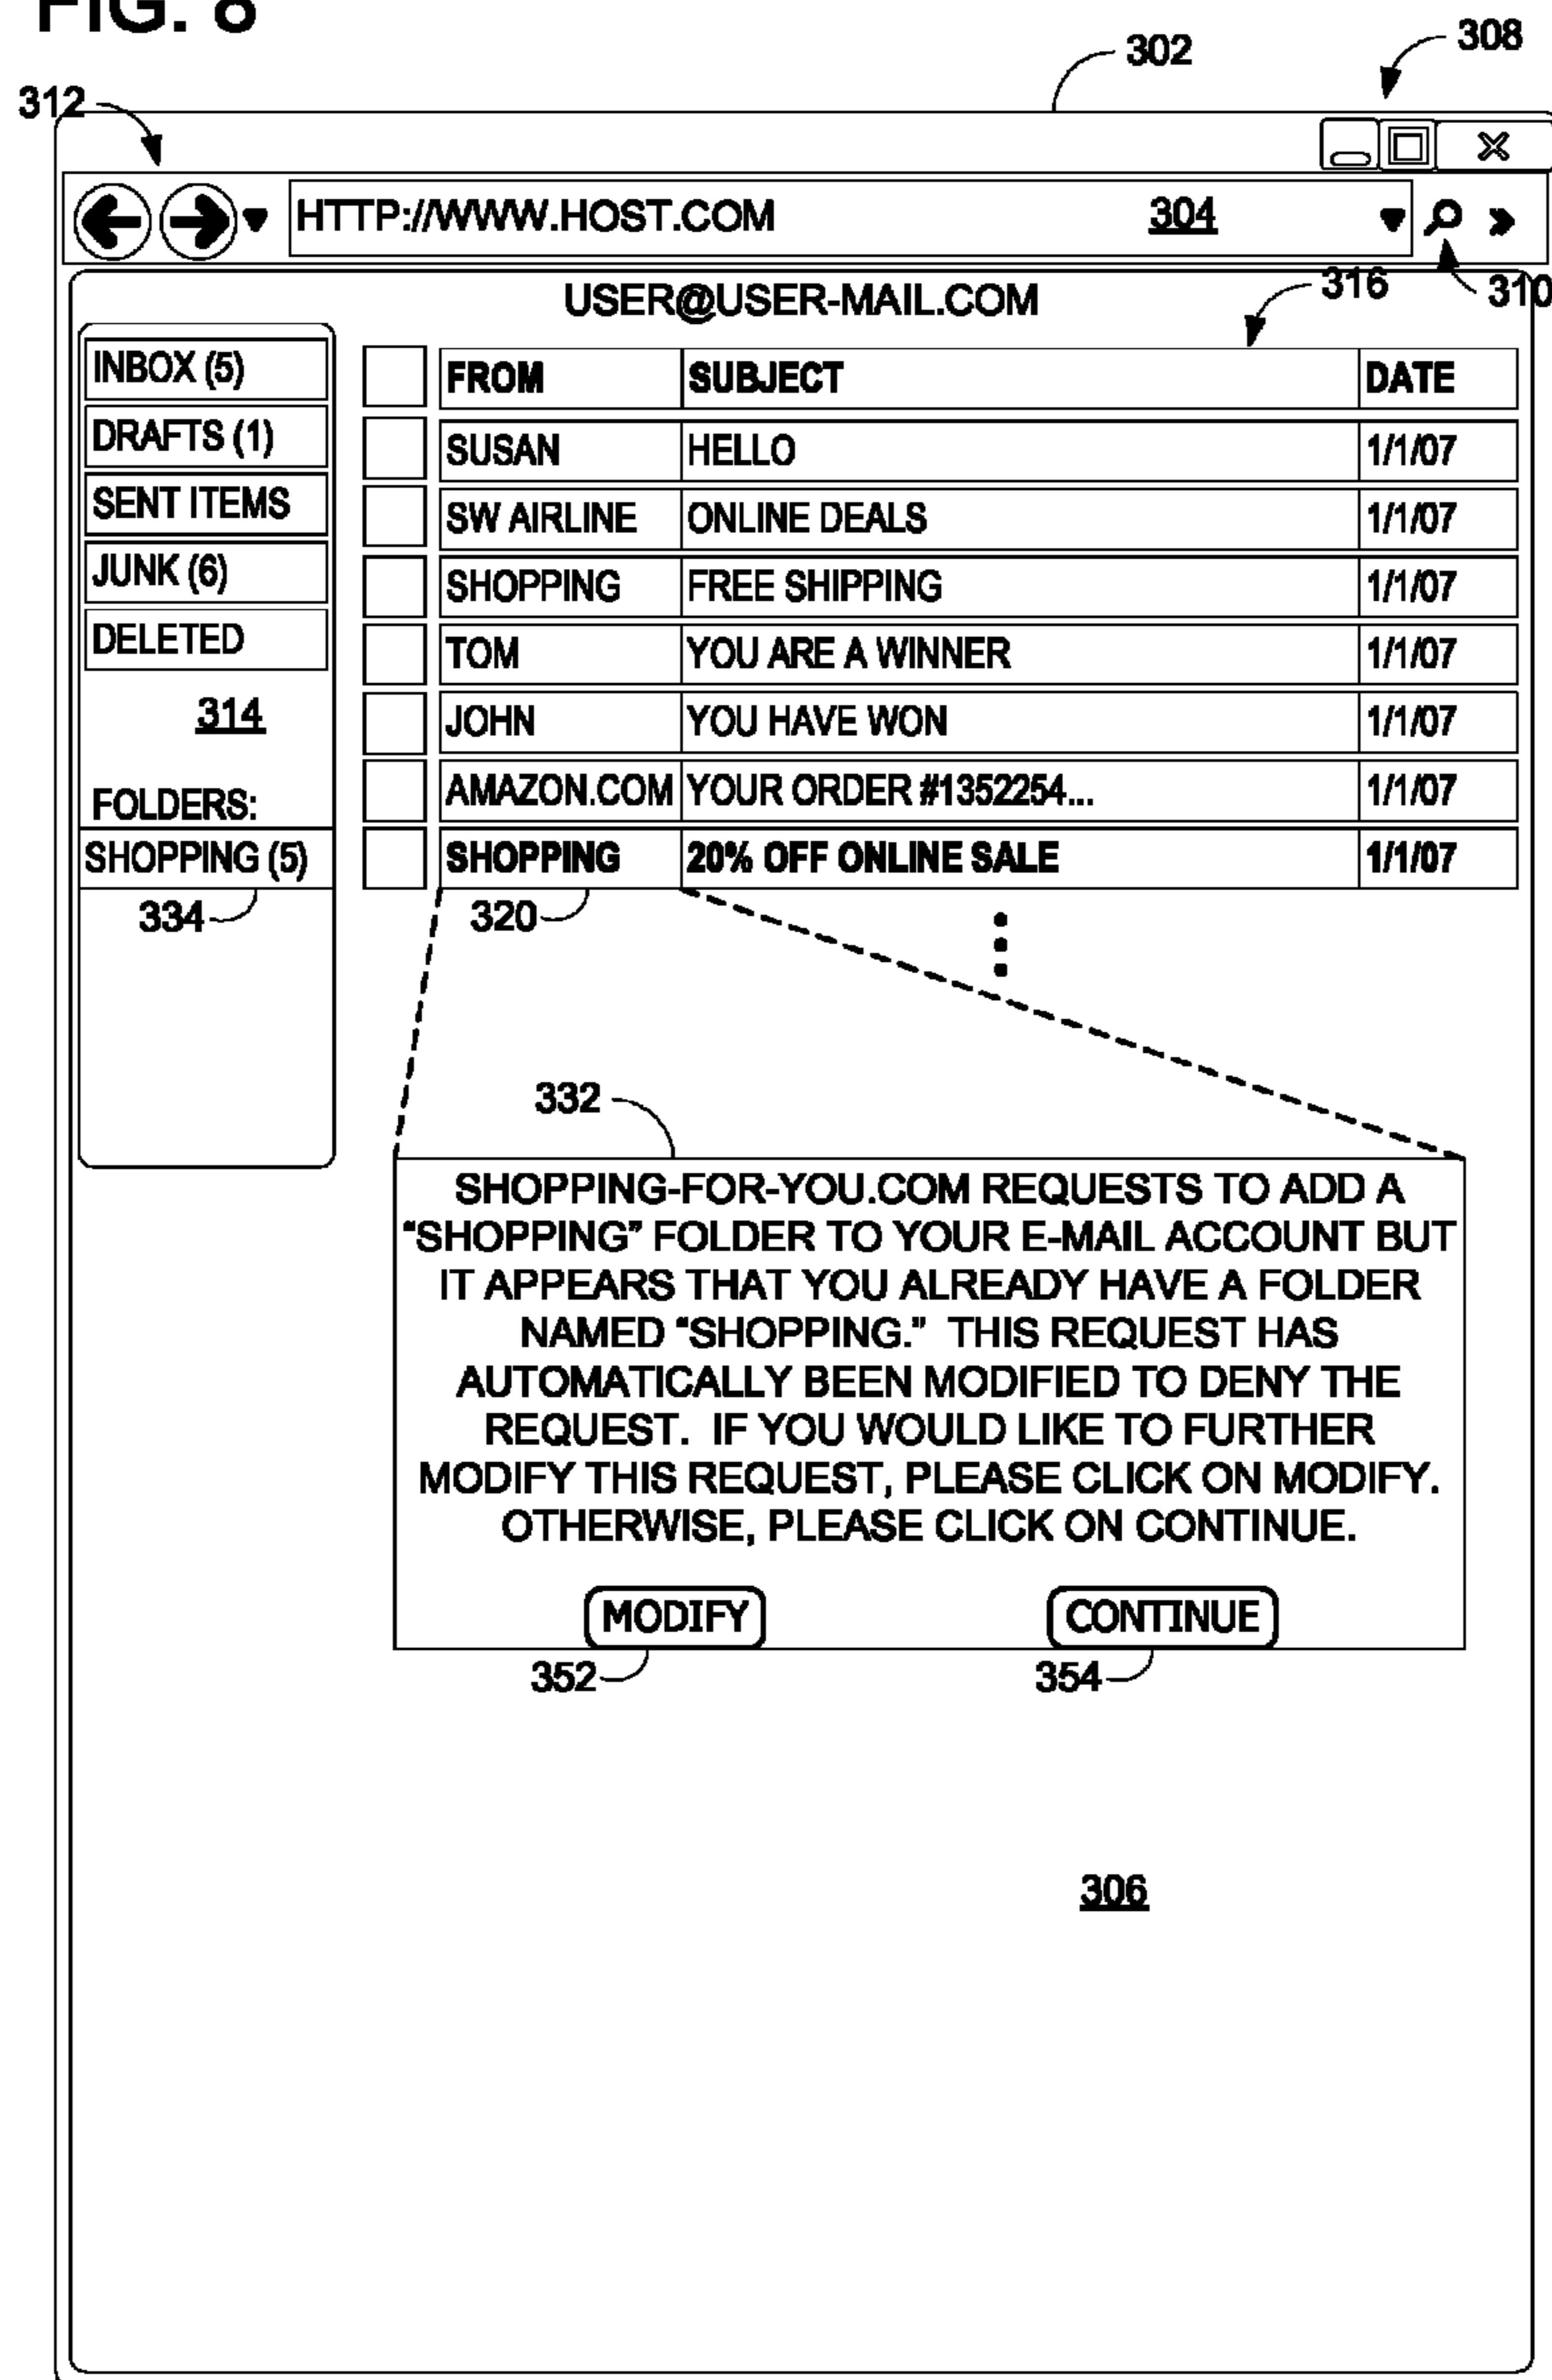 FIG. 8
302
308
312
HTTP://WWW.HOST.COM 304
310
USER@USER-MAIL.COM
316
INBOX (5)
DRAFTS (1)
SENT ITEMS
JUNK (6)
DELETED
314
FOLDERS:
SHOPPING (5)
334
FROM SUBJECT DATE
SUSAN HELLO 1/1/07
SW AIRLINE ONLINE DEALS 1/1/07
SHOPPING FREE SHIPPING 1/1/07
TOM YOU ARE A WINNER 1/1/07
JOHN YOU HAVE WON 1/1/07
AMAZON.COM YOUR ORDER #1352254... 1/1/07
SHOPPING 20% OFF ONLINE SALE 1/1/07
320
332
SHOPPING-FOR-YOU.COM REQUESTS TO ADD A
“SHOPPING” FOLDER TO YOUR E-MAIL ACCOUNT BUT
IT APPEARS THAT YOU ALREADY HAVE A FOLDER
NAMED “SHOPPING.” THIS REQUEST HAS
AUTOMATICALLY BEEN MODIFIED TO DENY THE
REQUEST. IF YOU WOULD LIKE TO FURTHER
MODIFY THIS REQUEST, PLEASE CLICK ON MODIFY.
OTHERWISE, PLEASE CLICK ON CONTINUE.
MODIFY CONTINUE
352 354
306